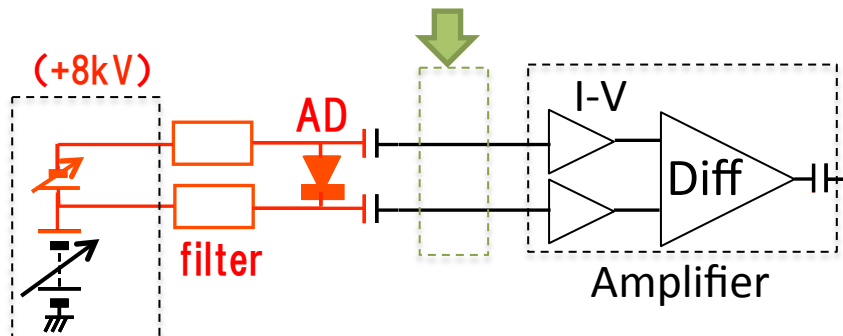 (+8kV)
I-V
AD
Diff
filter
Amplifier